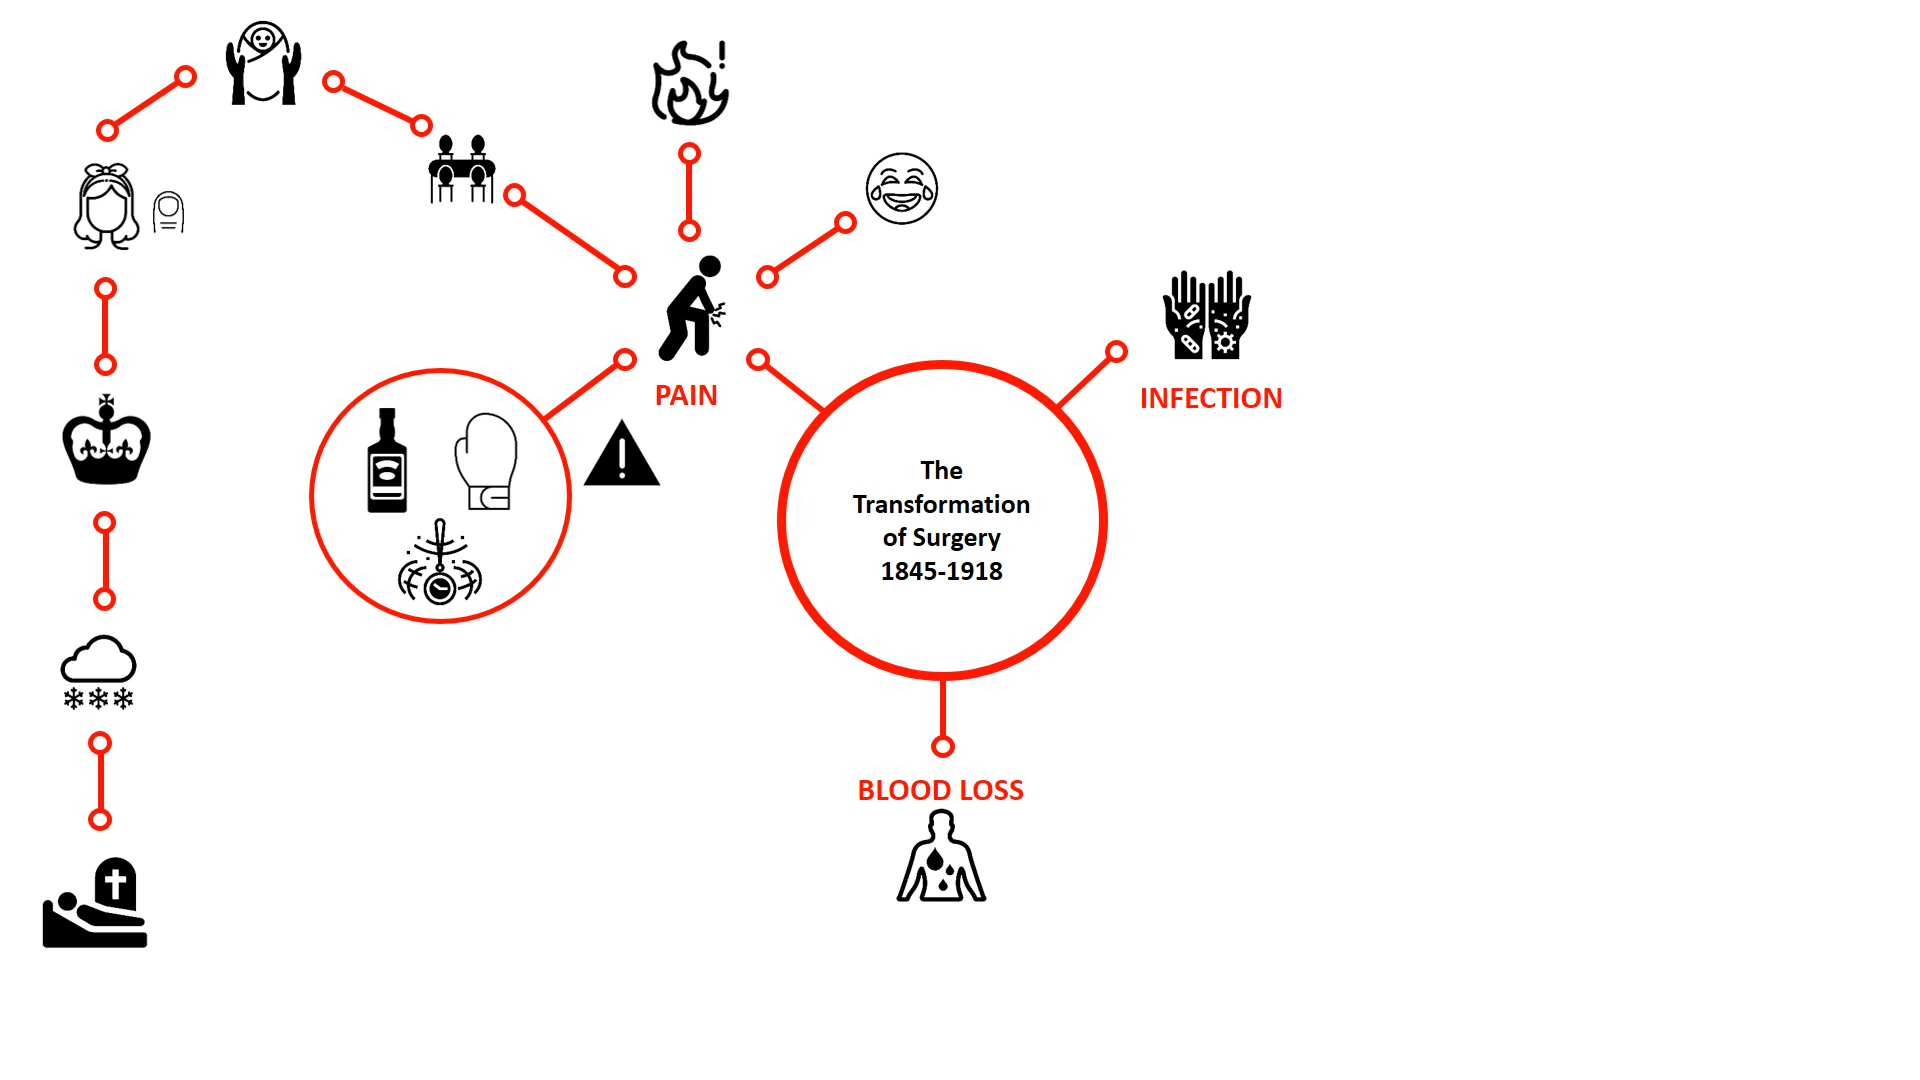 PAIN
INFECTION
The
Transformation
of Surgery
1845-1918
BLOOD LOSS